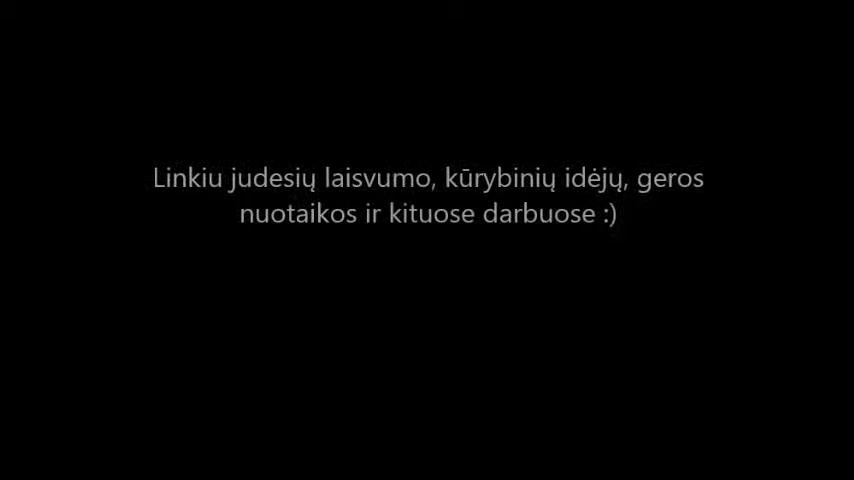 Linkiu judesių laisvumo, kūrybinių idėjų, geros
nuotaikos ir kituose darbuose :)